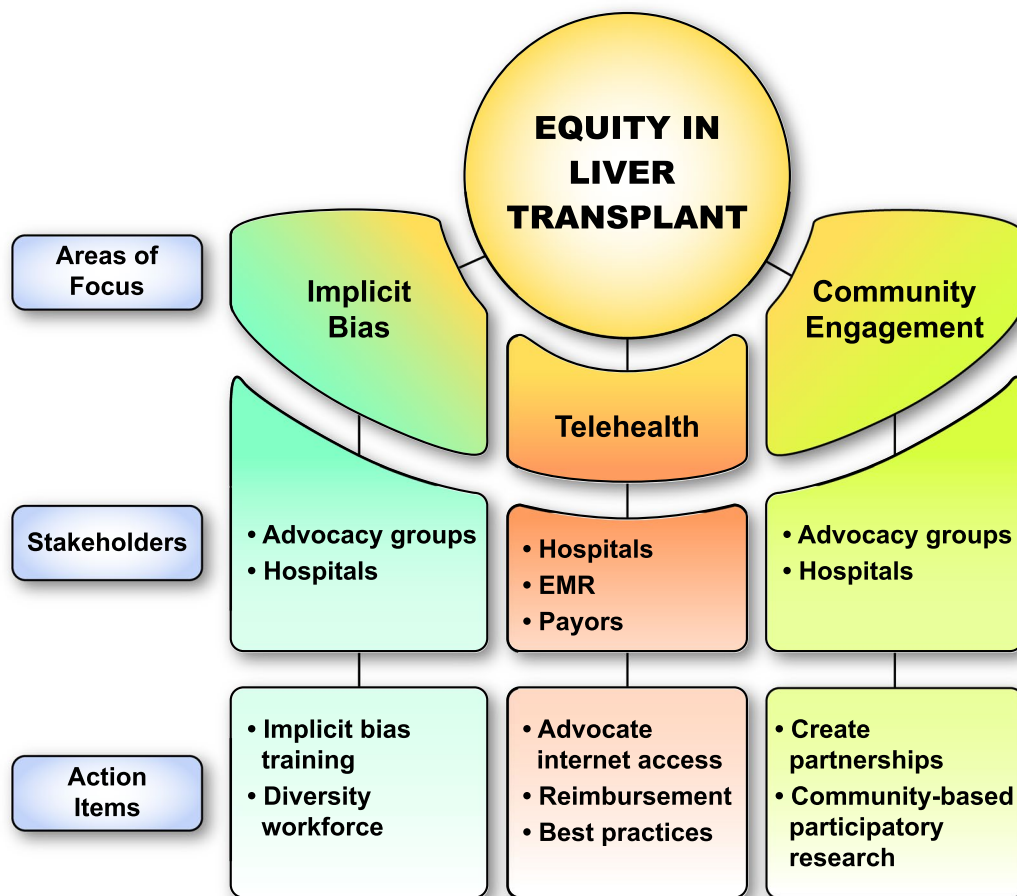 EQUITY IN
LIVER
TRANSPLANT
Areas of
Focus
Implicit
Bias
Telehealth
Community
Engagement
Stakeholders
• Advocacy groups
• Hospitals
• Hospitals
• EMR
• Payors
• Advocacy groups
• Hospitals
Action
Items
• Implicit bias
training
• Diversity
workforce
• Advocate
internet access
• Reimbursement
• Best practices
• Create
partnerships
• Community-based
participatory
research